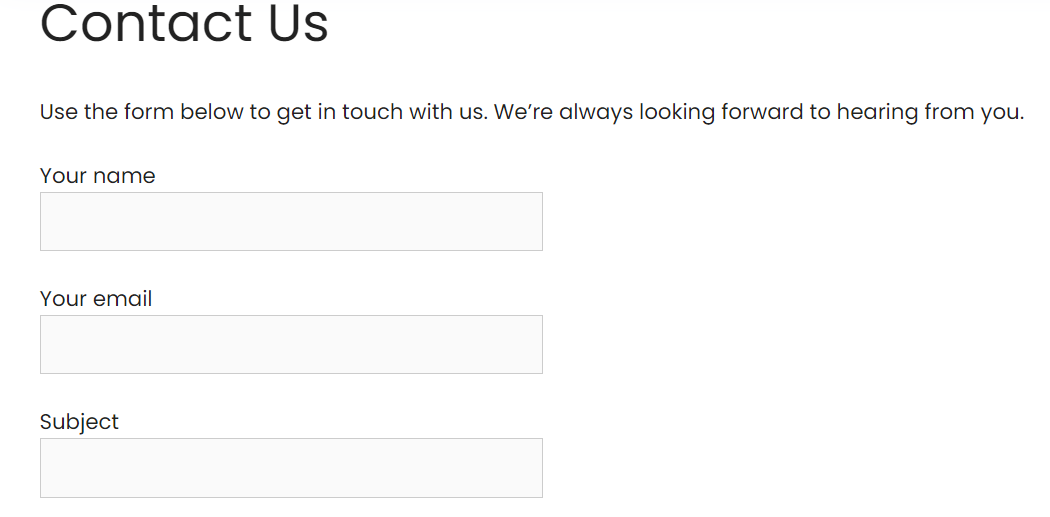 Contact Us
Use the form below to get in touch with us. We’re always looking forward to hearing from you.
Your name
Your email
Subject